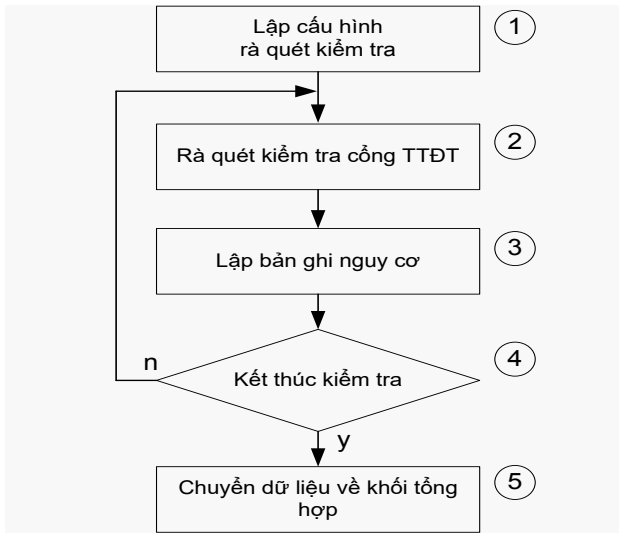 Lập cấu hình
rà quét kiểm tra
1
Rà quét kiểm tra cổng TTĐT
2
Lập bản ghi nguy cơ
3
n
Kết thúc kiểm tra
4
y
Chuyển dữ liệu về khối tổng
hợp
5